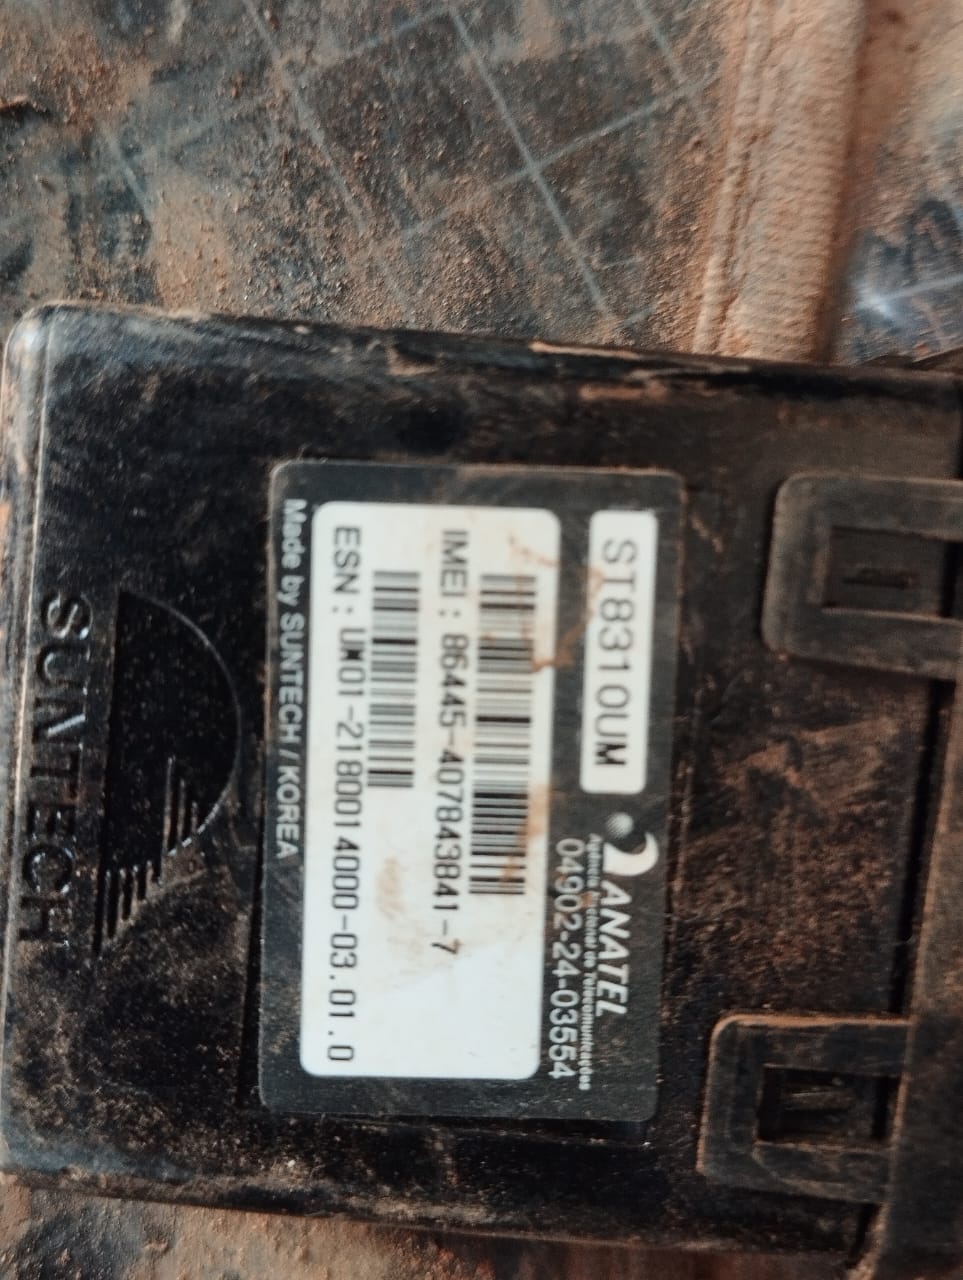 ST8310UM
ANATEL
Agência Nacional de Telecomunicações
04902-24-03554
IMEI: 86445-407843841-7
ESN: UM01-2180014000-03.01.0
Made by SUNTECH / KOREA
SUNTECH